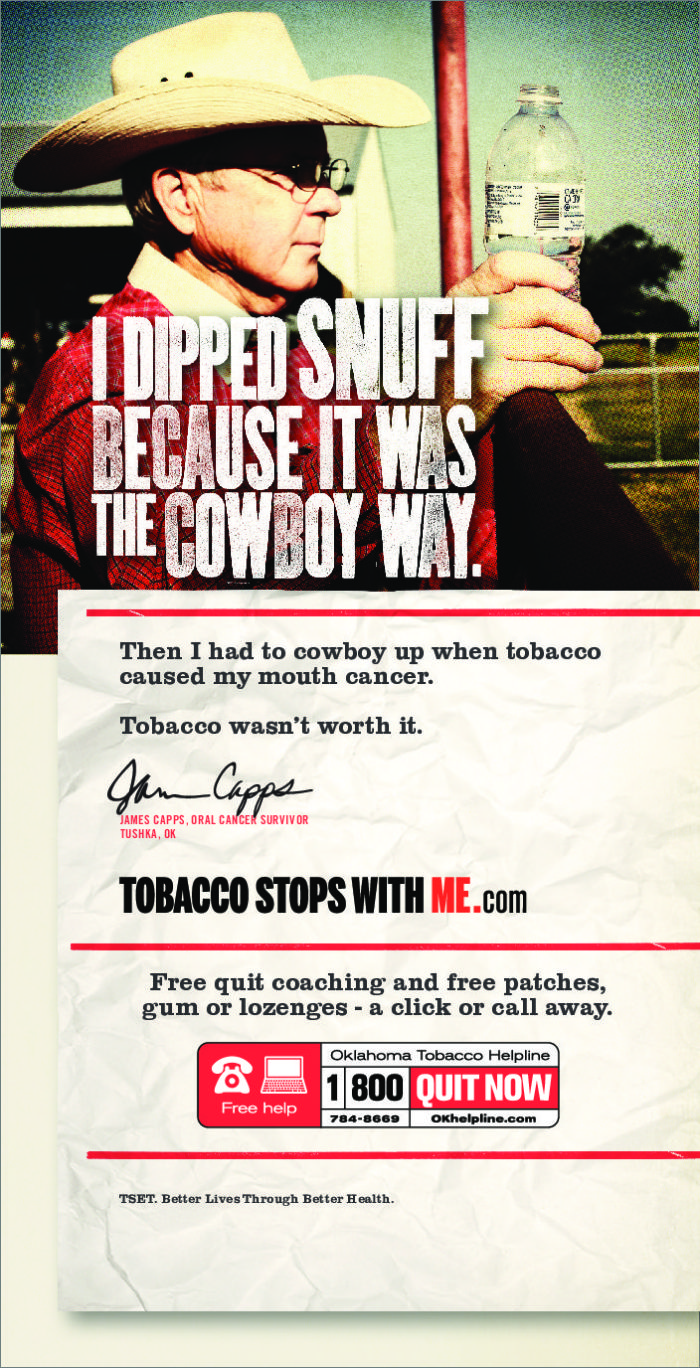 I DIPPED SNUFF
BECAUSE IT WAS
THE COWBOY WAY.
Then I had to cowboy up when tobacco
caused my mouth cancer.
Tobacco wasn't worth it.
James Capps
JAMES CAPPS, ORAL CANCER SURVIVOR
TUSHKA, OK
TOBACCO STOPS WITH ME.com
Free quit coaching and free patches,
gum or lozenges - a click or call away.
Free help
Oklahoma Tobacco Helpline
1 800 QUIT NOW
784-8669 OKhelpline.com
TSET. Better Lives Through Better Health.